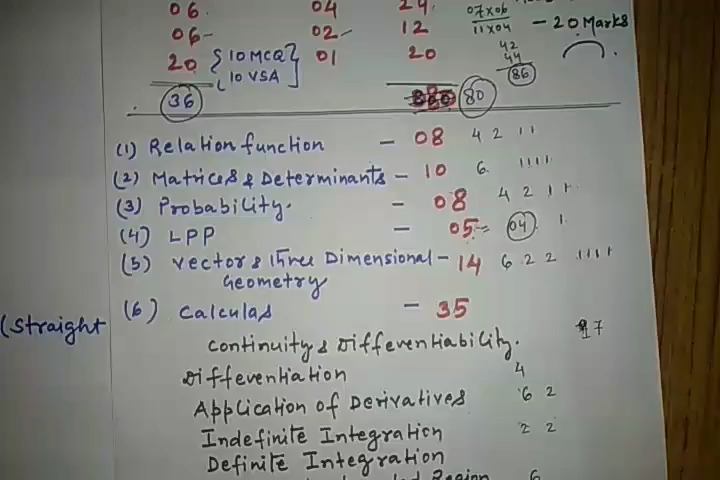 06. 04 24.
06- 02- 12
20 { 10 MCQ } 01 20
10 VSA
36 80
07x06
11x04 - 20 Marks
42
44
86
(1) Relation function - 08 4 2 1 1
(2) Matrices & Determinants - 10 6. 1 1 1 1
(3) Probability. - 08 4 2 1 1
(4) LPP - 05 04 1
(5) Vector & Three Dimensional - 14 6 2 2 1 1 1 1
Geometry
(6) Calculas - 35
(Straight
Continuity & Differentiability. 17
Differentiation 4
Application of Derivatives 6 2
Indefinite Integration 2 2
Definite Integration
Region 6